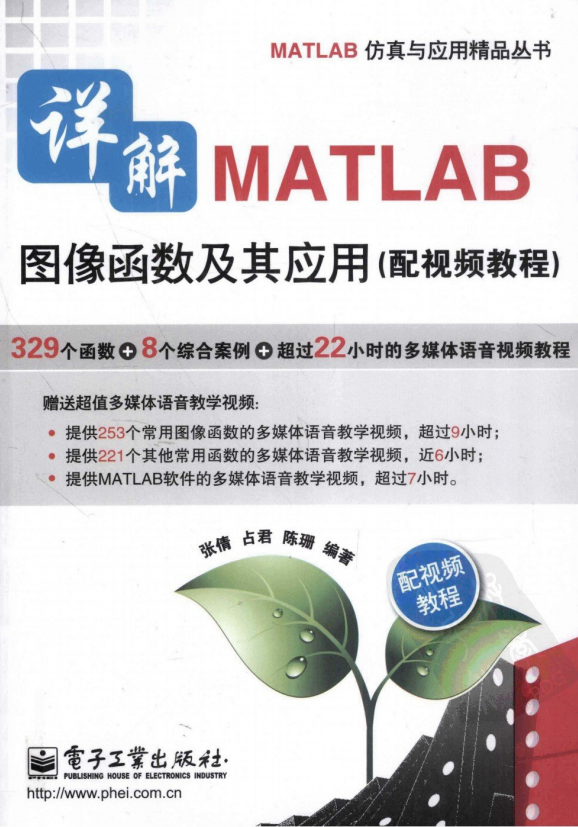 MATLAB 仿真与应用精品丛书
详解 MATLAB
图像函数及其应用(配视频教程)
329个函数+8个综合案例+超过22小时的多媒体语音视频教程
赠送超值多媒体语音教学视频:
• 提供253个常用图像函数的多媒体语音教学视频，超过9小时；
• 提供221个其他常用函数的多媒体语音教学视频，近6小时；
• 提供MATLAB软件的多媒体语音教学视频，超过7小时。
张倩 占君 陈珊 编著
配视频
教程
電子工業出版社·
PUBLISHING HOUSE OF ELECTRONICS INDUSTRY
http://www.phei.com.cn